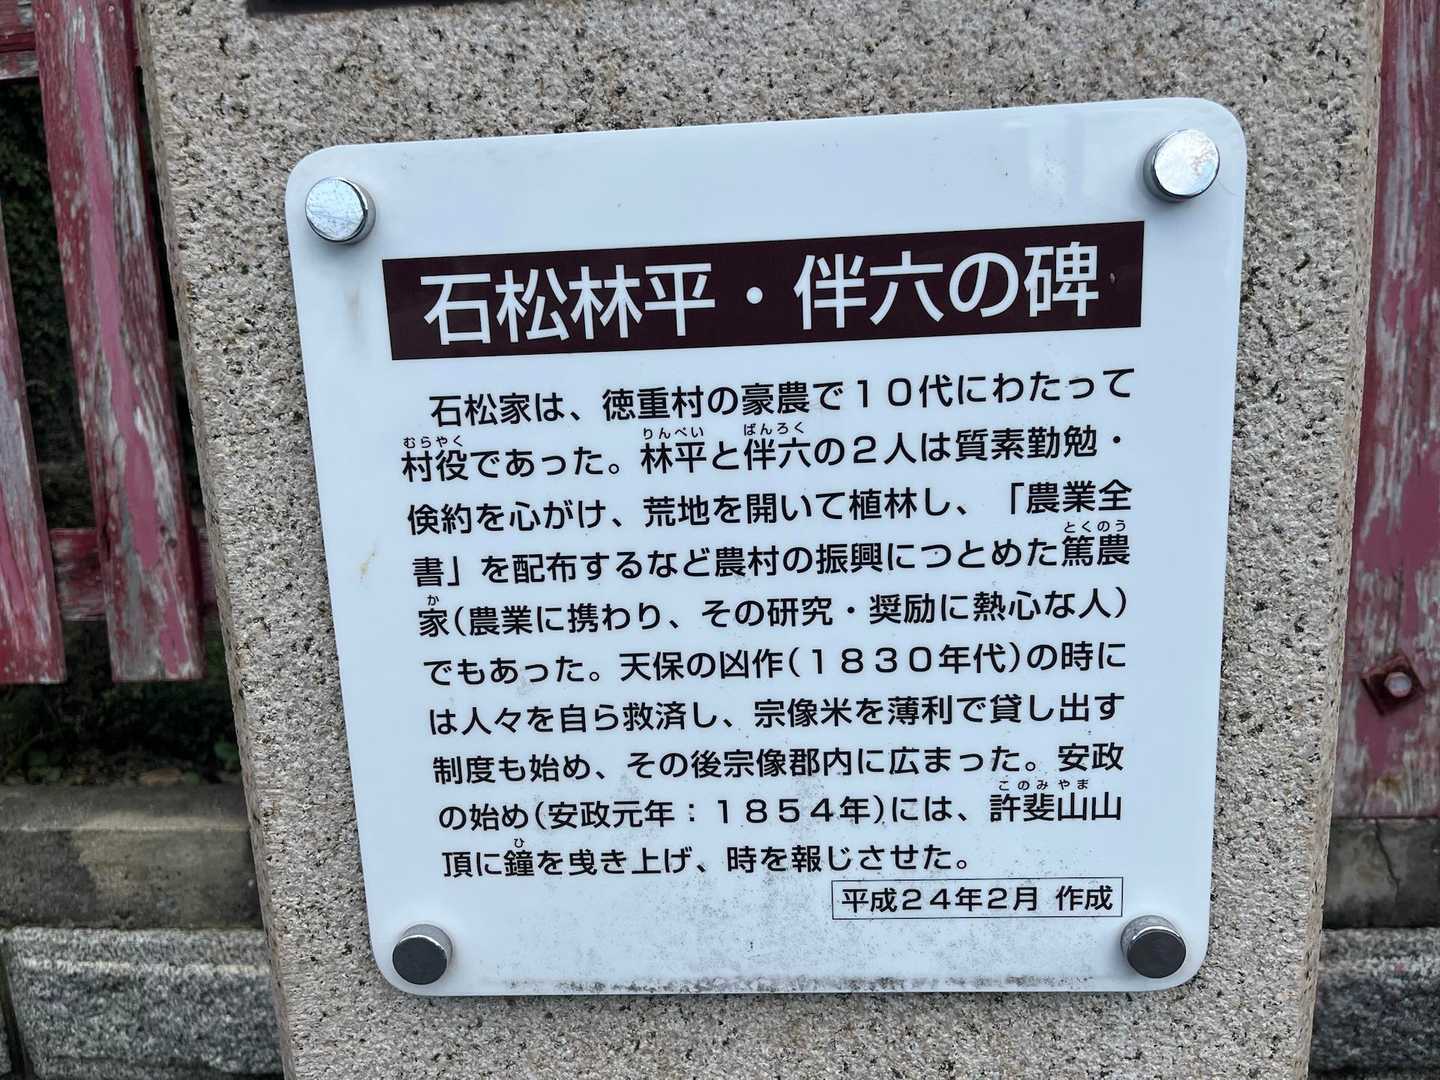 石松林平・伴六の碑
石松家は、徳重村の豪農で10代にわたって
むらやく りんぺい ばんろく
村役であった。林平と伴六の2人は質素勤勉・
倹約を心がけ、荒地を開いて植林し、「農業全
とくのう
書」を配布するなど農村の振興につとめた篤農
か
家(農業に携わり、その研究・奨励に熱心な人)
でもあった。天保の凶作(1830年代)の時に
は人々を自ら救済し、宗像米を薄利で貸し出す
制度も始め、その後宗像郡内に広まった。安政
このみやま
の始め(安政元年:1854年)には、許斐山山
ひ
頂に鐘を曳き上げ、時を報じさせた。
平成24年2月 作成